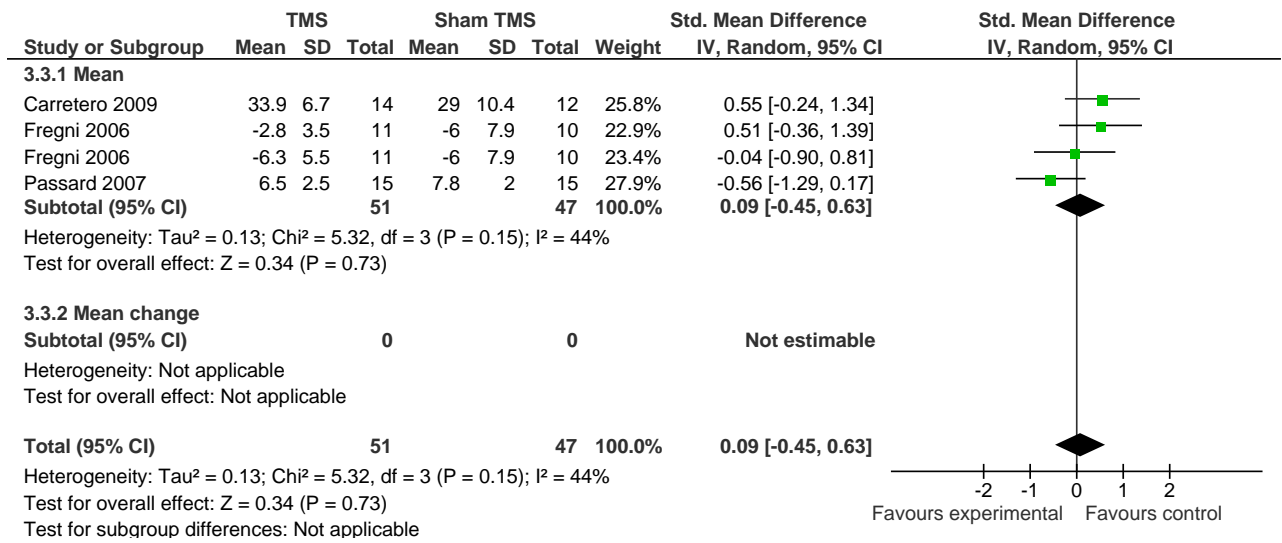 TMS Sham TMS Std. Mean Difference Std. Mean Difference
Study or Subgroup Mean SD Total Mean SD Total Weight IV, Random, 95% CI IV, Random, 95% CI
3.3.1 Mean
Carretero 2009 33.9 6.7 14 29 10.4 12 25.8% 0.55 [-0.24, 1.34]
Fregni 2006 -2.8 3.5 11 -6 7.9 10 22.9% 0.51 [-0.36, 1.39]
Fregni 2006 -6.3 5.5 11 -6 7.9 10 23.4% -0.04 [-0.90, 0.81]
Passard 2007 6.5 2.5 15 7.8 2 15 27.9% -0.56 [-1.29, 0.17]
Subtotal (95% CI) 51 47 100.0% 0.09 [-0.45, 0.63]
Heterogeneity: Tau² = 0.13; Chi² = 5.32, df = 3 (P = 0.15); I² = 44%
Test for overall effect: Z = 0.34 (P = 0.73)
3.3.2 Mean change
Subtotal (95% CI) 0 0 Not estimable
Heterogeneity: Not applicable
Test for overall effect: Not applicable
Total (95% CI) 51 47 100.0% 0.09 [-0.45, 0.63]
Heterogeneity: Tau² = 0.13; Chi² = 5.32, df = 3 (P = 0.15); I² = 44%
Test for overall effect: Z = 0.34 (P = 0.73)
Test for subgroup differences: Not applicable
-2 -1 0 1 2
Favours experimental Favours control